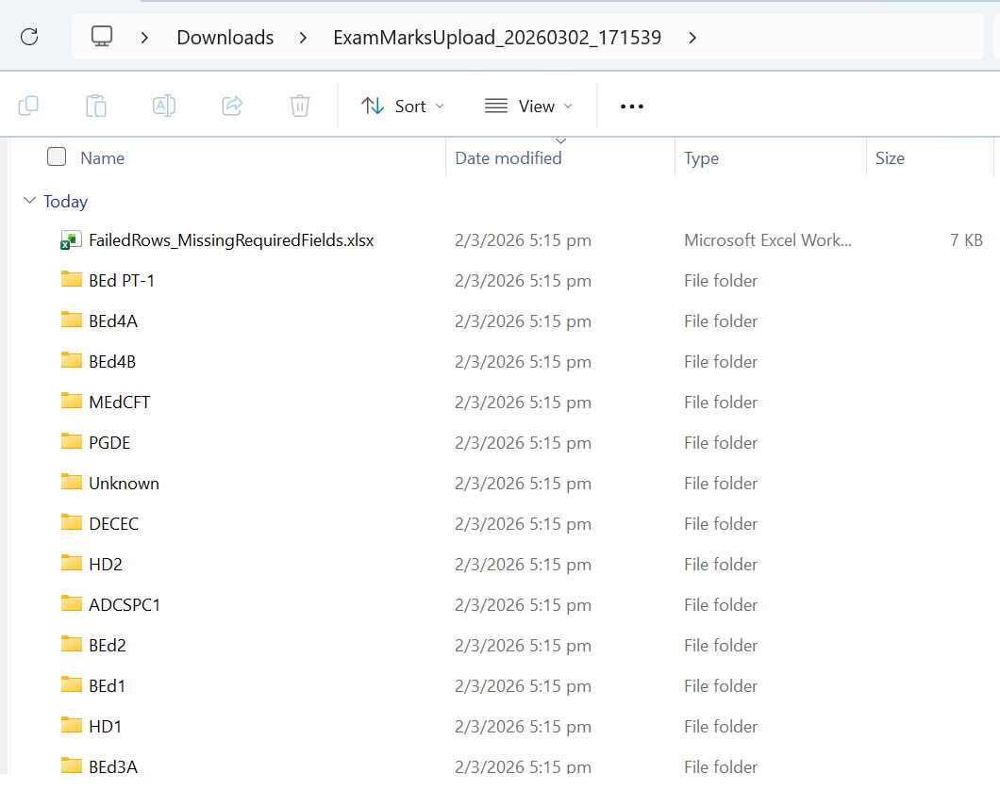 Downloads ExamMarksUpload_20260302_171539
Sort View
Name Date modified Type Size
Today
FailedRows_MissingRequiredFields.xlsx 2/3/2026 5:15 pm Microsoft Excel Work... 7 KB
BEd PT-1 2/3/2026 5:15 pm File folder
BEd4A 2/3/2026 5:15 pm File folder
BEd4B 2/3/2026 5:15 pm File folder
MEdCFT 2/3/2026 5:15 pm File folder
PGDE 2/3/2026 5:15 pm File folder
Unknown 2/3/2026 5:15 pm File folder
DECEC 2/3/2026 5:15 pm File folder
HD2 2/3/2026 5:15 pm File folder
ADCSPC1 2/3/2026 5:15 pm File folder
BEd2 2/3/2026 5:15 pm File folder
BEd1 2/3/2026 5:15 pm File folder
HD1 2/3/2026 5:15 pm File folder
BEd3A 2/3/2026 5:15 pm File folder